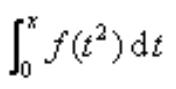 ∫₀ˣ f(t²) dt